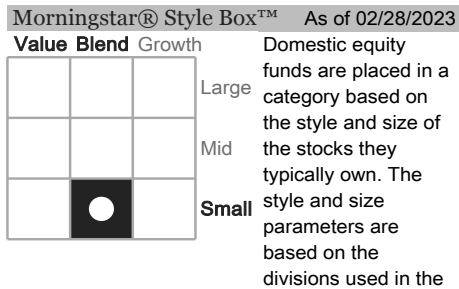 Morningstar® Style Box™ As of 02/28/2023
Value Blend Growth
Large
Mid
Small
Domestic equity
funds are placed in a
category based on
the style and size of
the stocks they
typically own. The
style and size
parameters are
based on the
divisions used in the